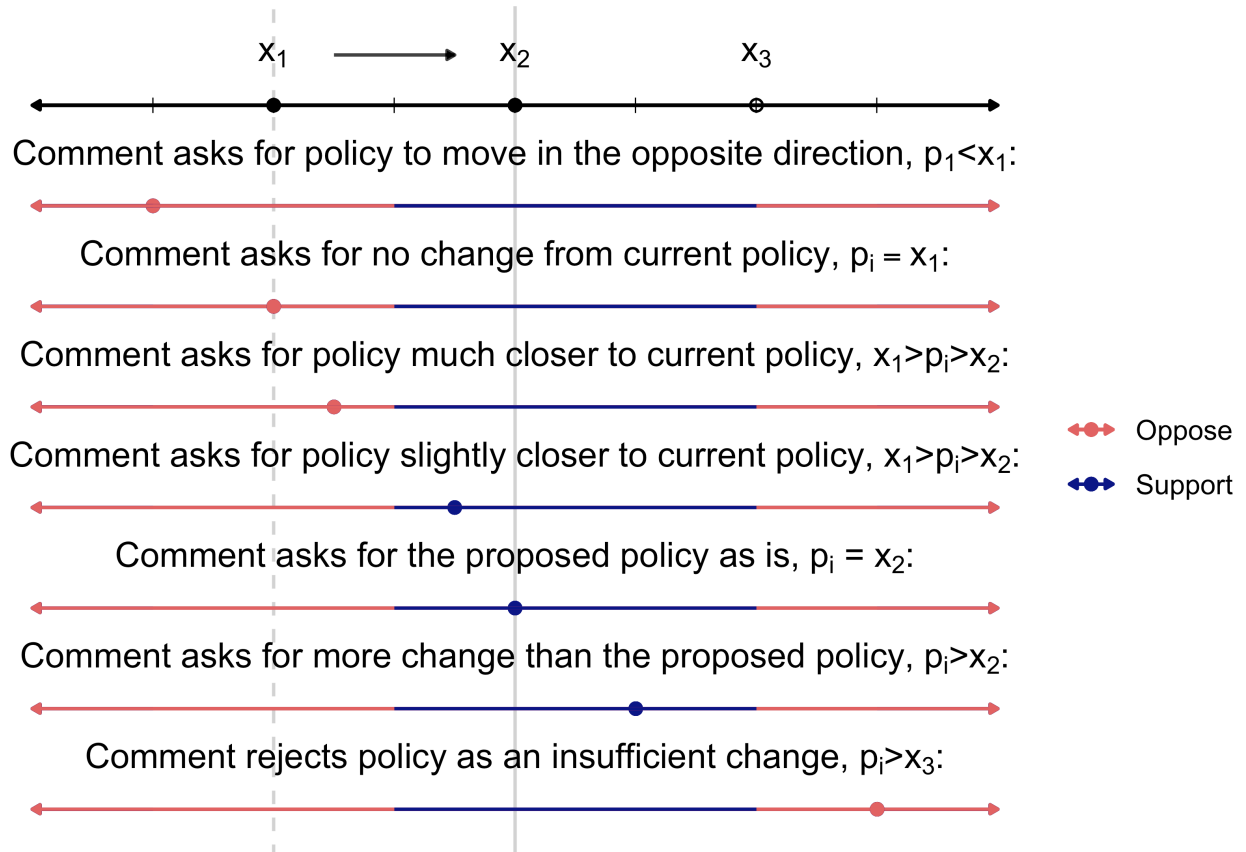 x₁ x₂ x₃
Comment asks for policy to move in the opposite direction, p₁<x₁:
Comment asks for no change from current policy, pᵢ = x₁:
Comment asks for policy much closer to current policy, x₁>pᵢ>x₂:
Comment asks for policy slightly closer to current policy, x₁>pᵢ>x₂:
Comment asks for the proposed policy as is, pᵢ = x₂:
Comment asks for more change than the proposed policy, pᵢ>x₂:
Comment rejects policy as an insufficient change, pᵢ>x₃:
Oppose
Support